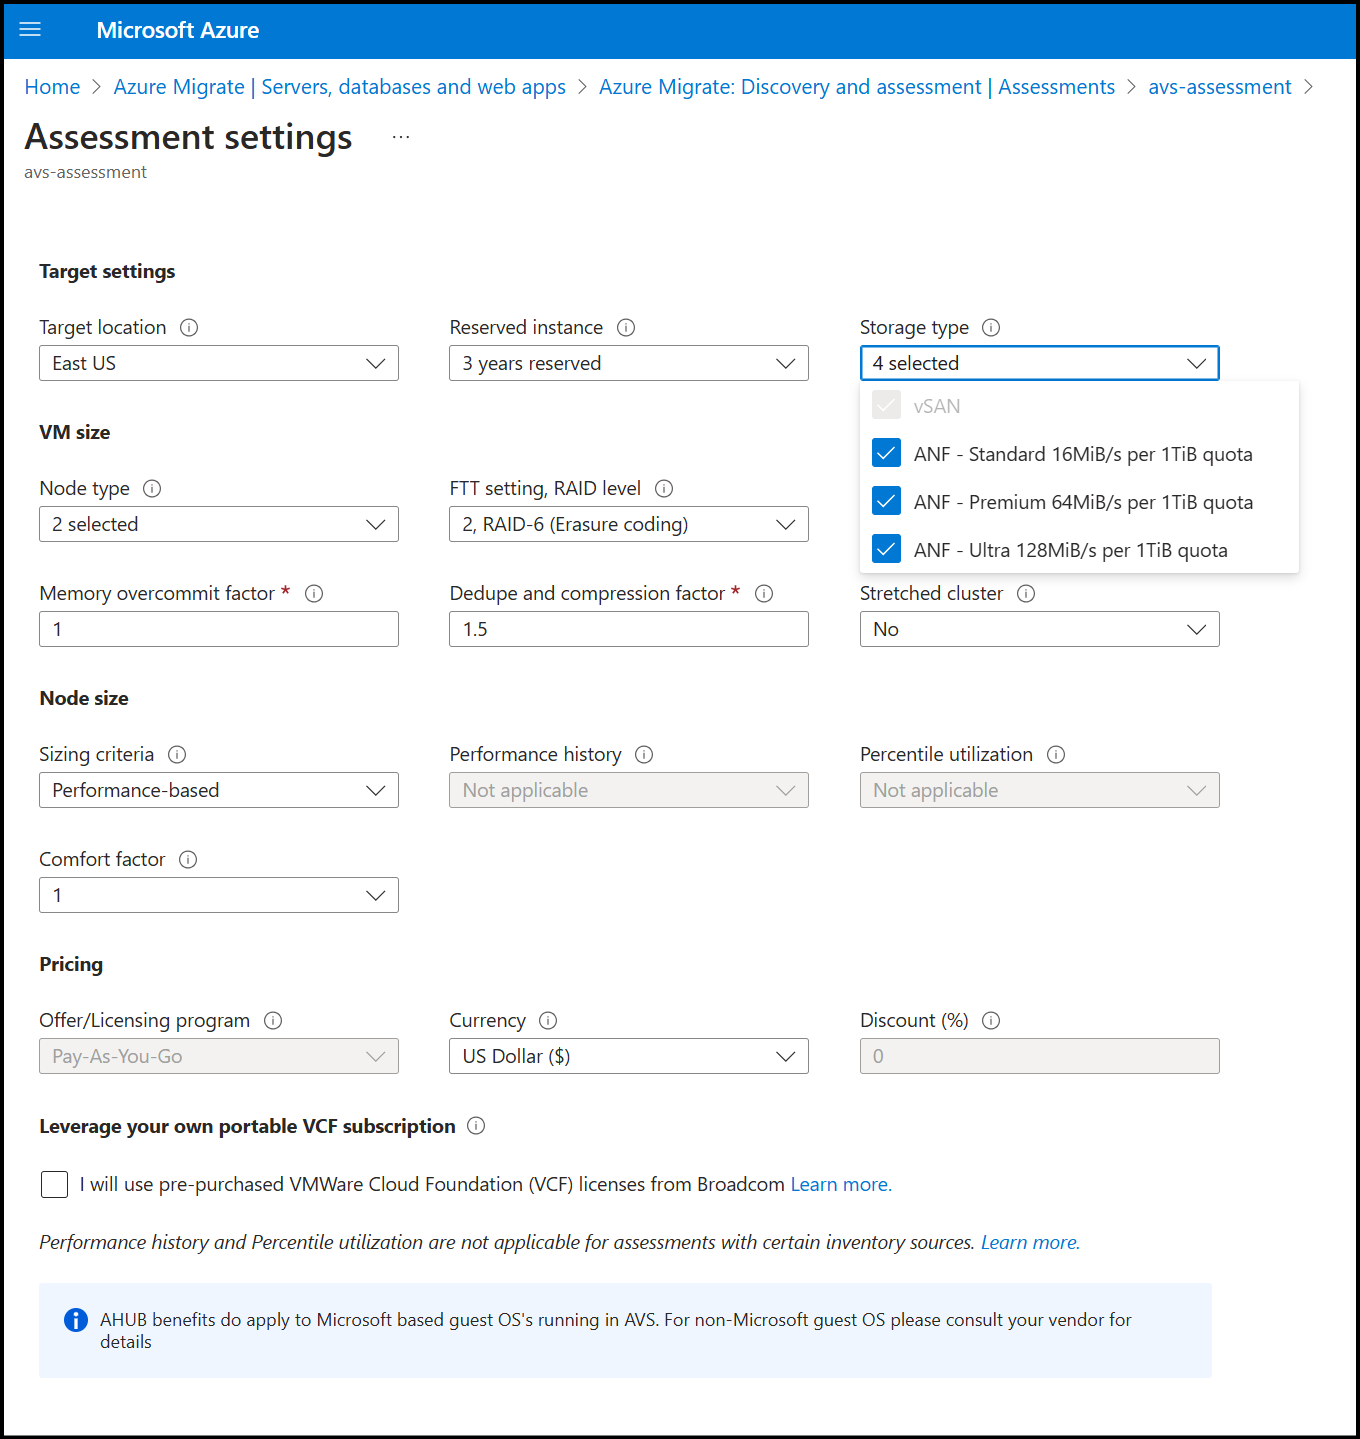 Microsoft Azure
Home > Azure Migrate | Servers, databases and web apps > Azure Migrate: Discovery and assessment | Assessments > avs-assessment >
Assessment settings ...
avs-assessment
Target settings
Target location
Reserved instance
Storage type
East US
3 years reserved
4 selected
vSAN
ANF - Standard 16MiB/s per 1TiB quota
ANF - Premium 64MiB/s per 1TiB quota
ANF - Ultra 128MiB/s per 1TiB quota
VM size
Node type
FTT setting, RAID level
2 selected
2, RAID-6 (Erasure coding)
Memory overcommit factor *
Dedupe and compression factor *
Stretched cluster
1
1.5
No
Node size
Sizing criteria
Performance history
Percentile utilization
Performance-based
Not applicable
Not applicable
Comfort factor
1
Pricing
Offer/Licensing program
Currency
Discount (%)
Pay-As-You-Go
US Dollar ($)
0
Leverage your own portable VCF subscription
I will use pre-purchased VMWare Cloud Foundation (VCF) licenses from Broadcom Learn more.
Performance history and Percentile utilization are not applicable for assessments with certain inventory sources. Learn more.
AHUB benefits do apply to Microsoft based guest OS's running in AVS. For non-Microsoft guest OS please consult your vendor for
details